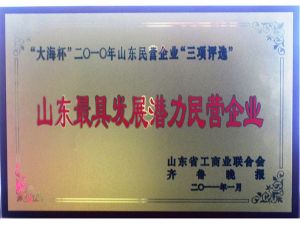 “大海杯”二〇一〇年山东民营企业“三项评选”
山东最具发展潜力民营企业
山东省工商业联合会
齐鲁晚报
二〇一一年一月